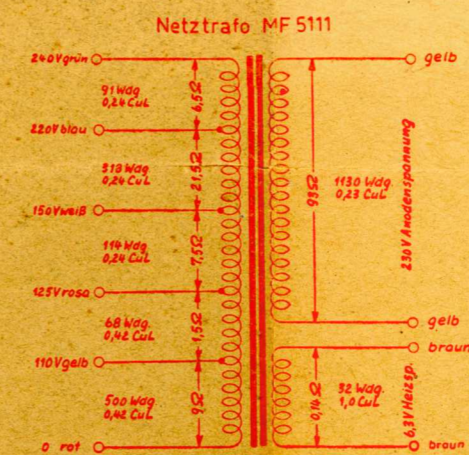 Netztrafo MF 5111
240V grün
91 Wdg
0,24 CuL
6,5Ω
220V blau
318 Wdg
0,24 CuL
21,5Ω
150V weiß
114 Wdg
0,24 CuL
7,5Ω
125V rosa
68 Wdg
0,42 CuL
1,5Ω
110V gelb
500 Wdg
0,42 CuL
9Ω
0 rot
gelb
1130 Wdg
0,23 CuL
95Ω
230V Anodenspannung
gelb
braun
32 Wdg.
1,0 CuL
0,14Ω
6,3V Heizsp.
braun